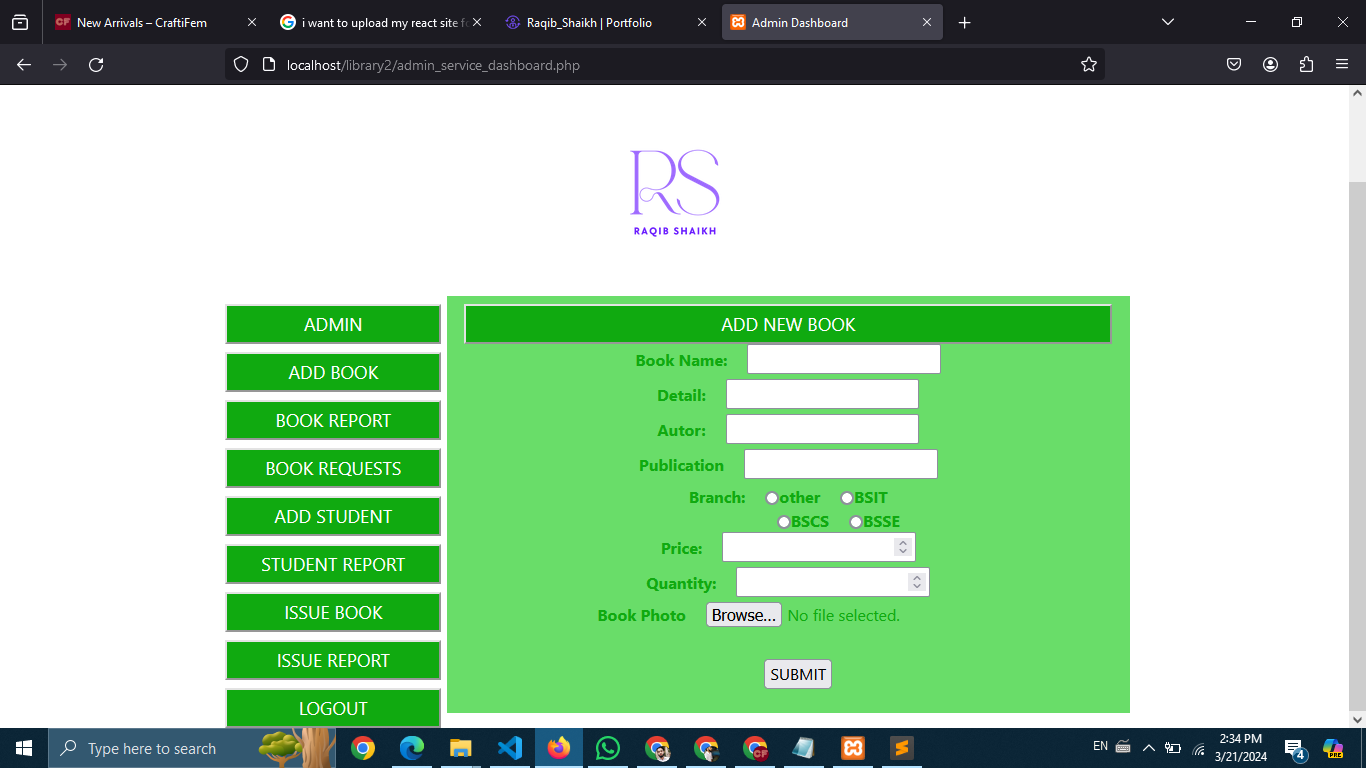 New Arrivals – CraftiFem
i want to upload my react site fo
Raqib_Shaikh | Portfolio
Admin Dashboard
localhost/library2/admin_service_dashboard.php
RS
RAQIB SHAIKH
ADMIN
ADD BOOK
BOOK REPORT
BOOK REQUESTS
ADD STUDENT
STUDENT REPORT
ISSUE BOOK
ISSUE REPORT
LOGOUT
ADD NEW BOOK
Book Name:
Detail:
Autor:
Publication
Branch: other BSIT
BSCS BSSE
Price:
Quantity:
Book Photo Browse... No file selected.
SUBMIT
Type here to search
EN
2:34 PM
3/21/2024
4
PRE